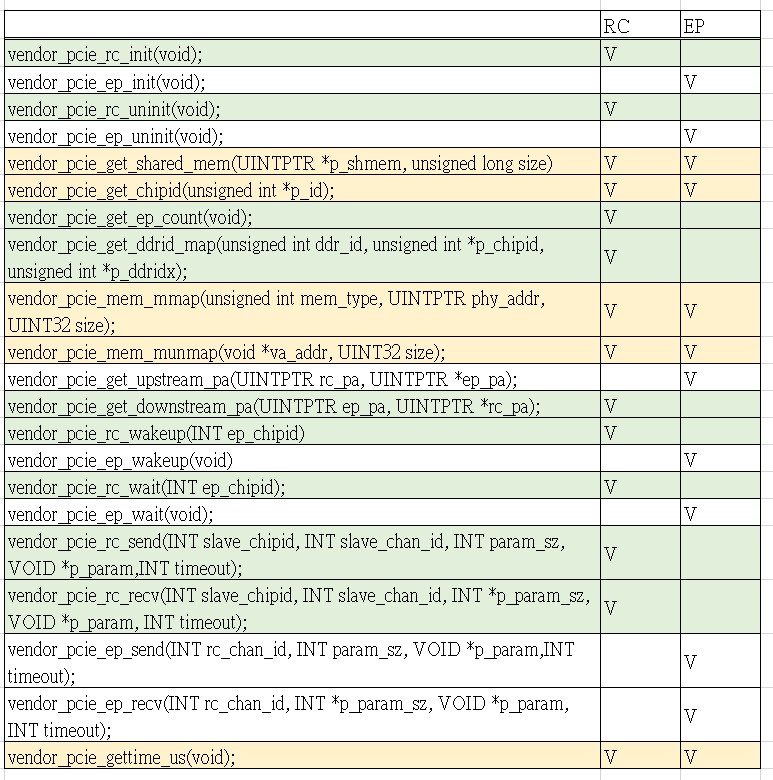 RC EP
vendor_pcie_rc_init(void); V
vendor_pcie_ep_init(void); V
vendor_pcie_rc_uninit(void); V
vendor_pcie_ep_uninit(void); V
vendor_pcie_get_shared_mem(UINTPTR *p_shmem, unsigned long size) V V
vendor_pcie_get_chipid(unsigned int *p_id); V V
vendor_pcie_get_ep_count(void); V
vendor_pcie_get_ddrid_map(unsigned int ddr_id, unsigned int *p_chipid,
unsigned int *p_ddridx); V
vendor_pcie_mem_mmap(unsigned int mem_type, UINTPTR phy_addr,
UINT32 size); V V
vendor_pcie_mem_munmap(void *va_addr, UINT32 size); V V
vendor_pcie_get_upstream_pa(UINTPTR rc_pa, UINTPTR *ep_pa); V
vendor_pcie_get_downstream_pa(UINTPTR ep_pa, UINTPTR *rc_pa); V
vendor_pcie_rc_wakeup(INT ep_chipid) V
vendor_pcie_ep_wakeup(void) V
vendor_pcie_rc_wait(INT ep_chipid); V
vendor_pcie_ep_wait(void); V
vendor_pcie_rc_send(INT slave_chipid, INT slave_chan_id, INT param_sz,
VOID *p_param,INT timeout); V
vendor_pcie_rc_recv(INT slave_chipid, INT slave_chan_id, INT *p_param_sz,
VOID *p_param, INT timeout); V
vendor_pcie_ep_send(INT rc_chan_id, INT param_sz, VOID *p_param,INT
timeout); V
vendor_pcie_ep_recv(INT rc_chan_id, INT *p_param_sz, VOID *p_param,
INT timeout); V
vendor_pcie_gettime_us(void); V V